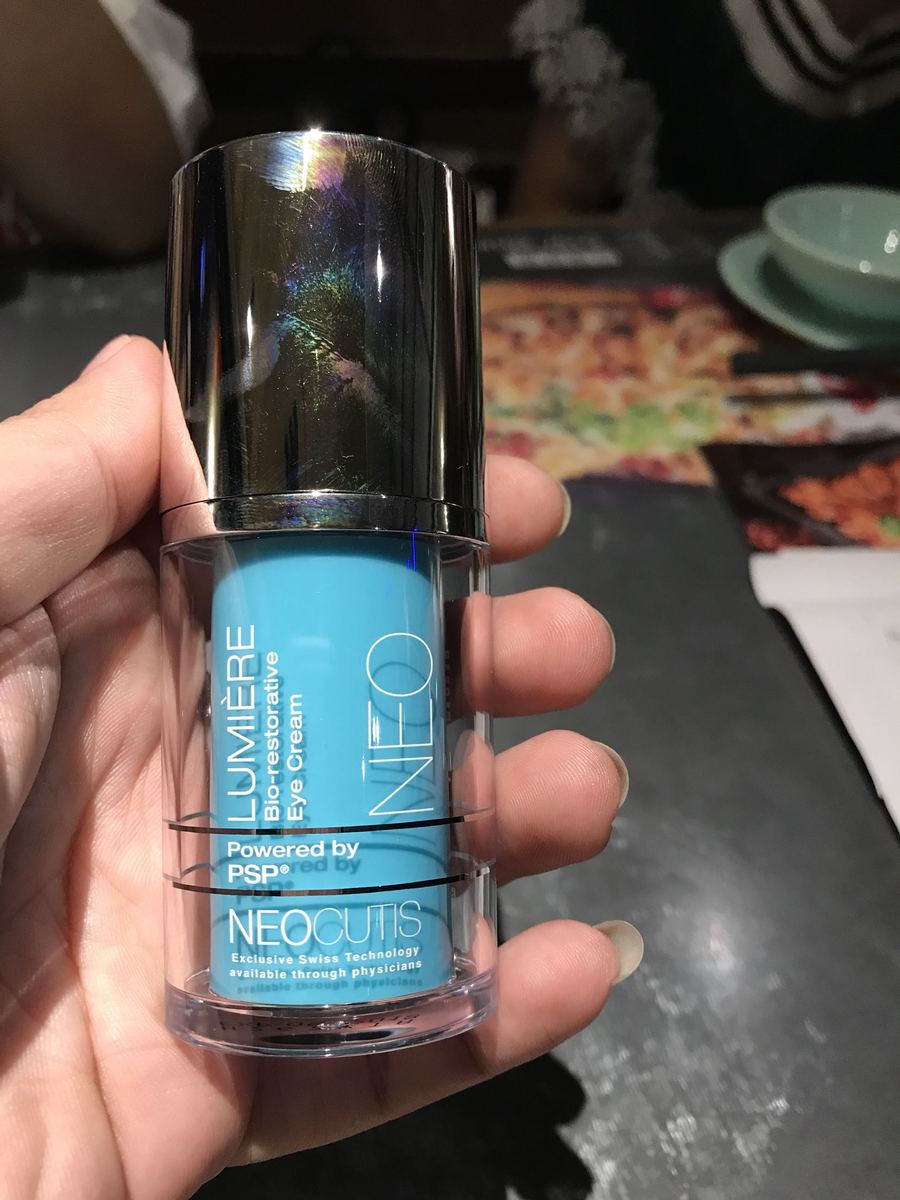 LUMIÈRE
Bio-restorative
Eye Cream
NEO
Powered by
PSP®
NEOCUTIS
Exclusive Swiss Technology
available through physicians